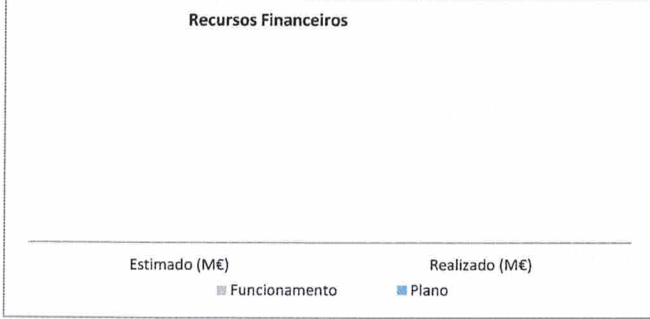 Recursos Financeiros
Estimado (M€) Realizado (M€)
Funcionamento Plano